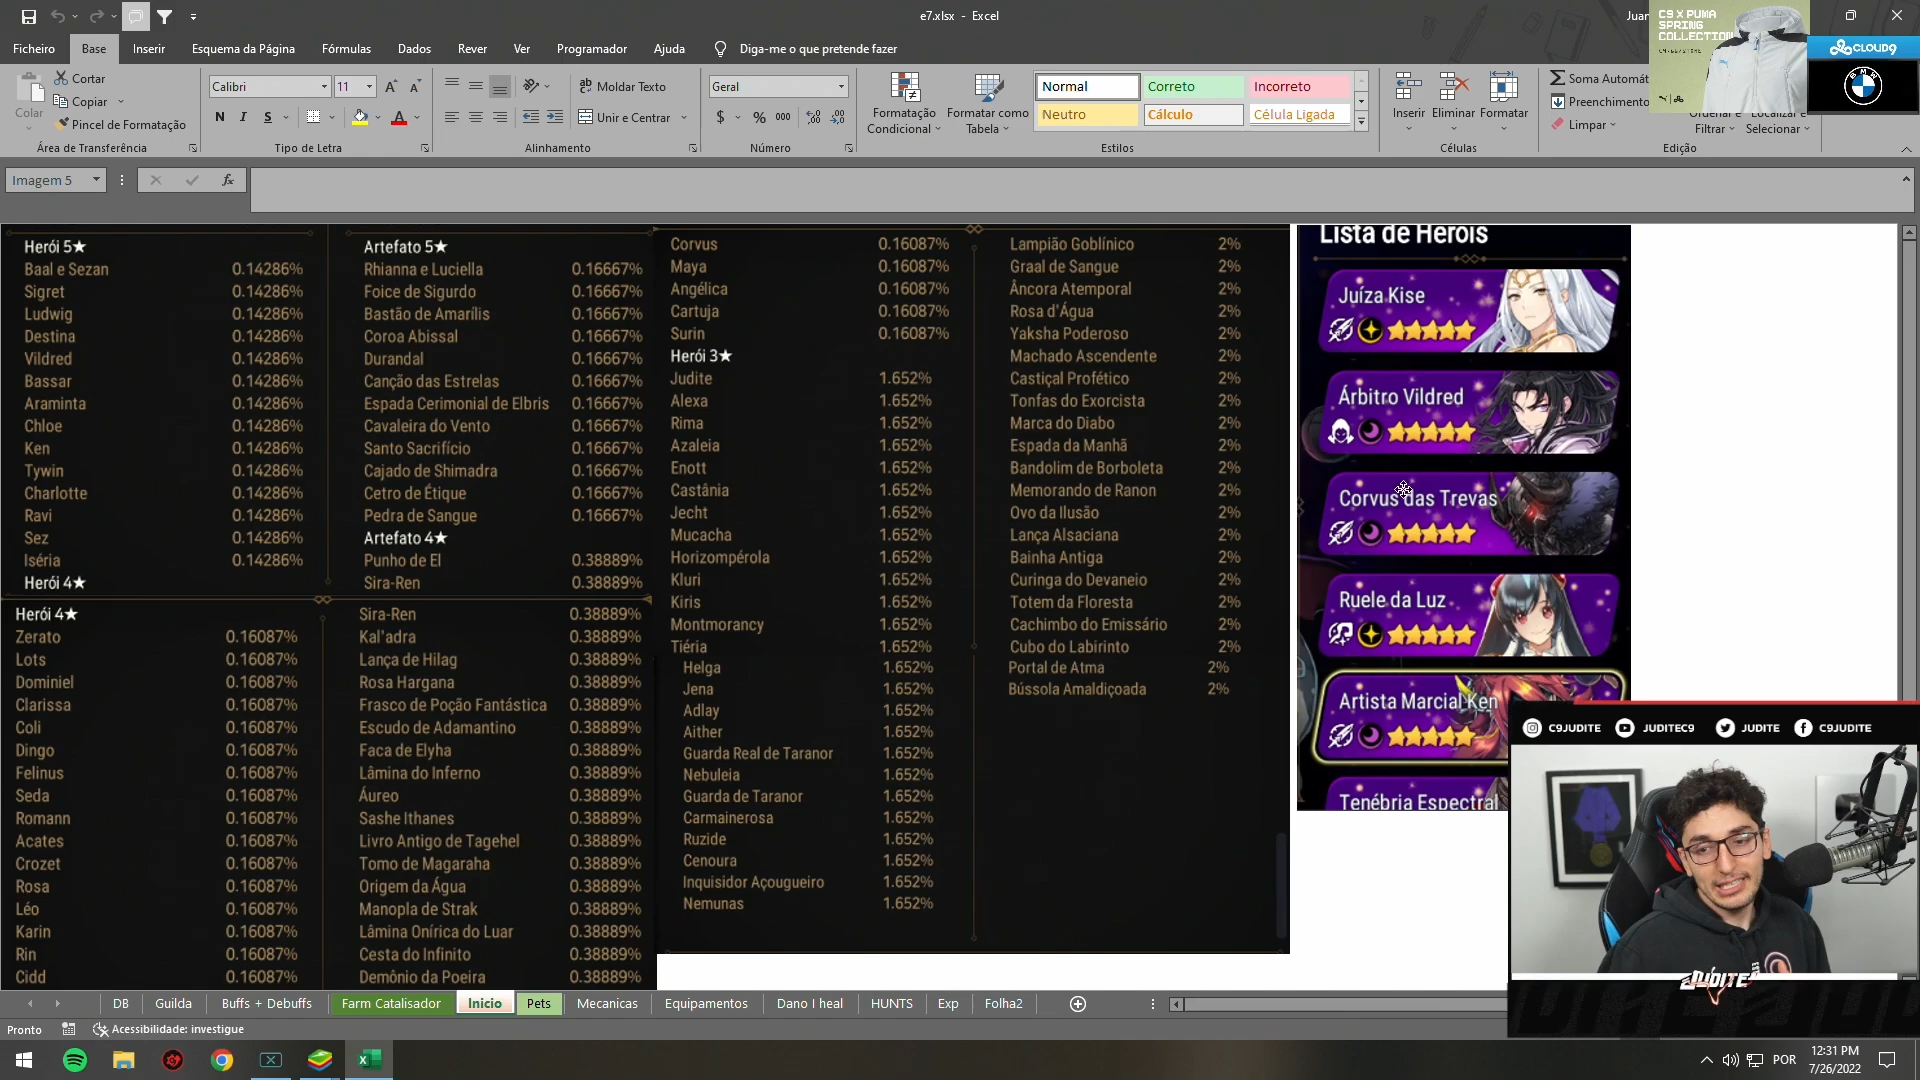 e7.xlsx - Excel
Juan
Ficheiro
Base
Inserir
Esquema da Página
Fórmulas
Dados
Rever
Ver
Programador
Ajuda
Diga-me o que pretende fazer
C9 X PUMA
SPRING
COLLECTION
CLOUD9
Colar
Cortar
Copiar
Pincel de Formatação
Área de Transferência
Calibri
11
Tipo de Letra
Moldar Texto
Unir e Centrar
Alinhamento
Geral
Número
Formatação
Condicional
Formatar como
Tabela
Normal
Correto
Incorreto
Neutro
Cálculo
Célula Ligada
Estilos
Inserir
Eliminar
Formatar
Células
Soma Automát
Preenchimento
Limpar
Filtrar
Selecionar
Edição
Imagem 5
Herói 5★
Baal e Sezan 0.14286%
Sigret 0.14286%
Ludwig 0.14286%
Destina 0.14286%
Vildred 0.14286%
Bassar 0.14286%
Araminta 0.14286%
Chloe 0.14286%
Ken 0.14286%
Tywin 0.14286%
Charlotte 0.14286%
Ravi 0.14286%
Sez 0.14286%
Iséria 0.14286%
Herói 4★
Artefato 5★
Rhianna e Luciella 0.16667%
Foice de Sigurdo 0.16667%
Bastão de Amarílis 0.16667%
Coroa Abissal 0.16667%
Durandal 0.16667%
Canção das Estrelas 0.16667%
Espada Cerimonial de Elbris 0.16667%
Cavaleira do Vento 0.16667%
Santo Sacrifício 0.16667%
Cajado de Shimadra 0.16667%
Cetro de Étique 0.16667%
Pedra de Sangue 0.16667%
Artefato 4★
Punho de El 0.38889%
Sira-Ren 0.38889%
Herói 4★
Zerato 0.16087%
Lots 0.16087%
Dominiel 0.16087%
Clarissa 0.16087%
Coli 0.16087%
Dingo 0.16087%
Felinus 0.16087%
Seda 0.16087%
Romann 0.16087%
Acates 0.16087%
Crozet 0.16087%
Rosa 0.16087%
Léo 0.16087%
Karin 0.16087%
Rin 0.16087%
Cidd 0.16087%
Sira-Ren 0.38889%
Kal'adra 0.38889%
Lança de Hilag 0.38889%
Rosa Hargana 0.38889%
Frasco de Poção Fantástica 0.38889%
Escudo de Adamantino 0.38889%
Faca de Elyha 0.38889%
Lâmina do Inferno 0.38889%
Áureo 0.38889%
Sashe Ithanes 0.38889%
Livro Antigo de Tagehel 0.38889%
Tomo de Magaraha 0.38889%
Origem da Água 0.38889%
Manopla de Strak 0.38889%
Lâmina Onírica do Luar 0.38889%
Cesta do Infinito 0.38889%
Demônio da Poeira 0.38889%
Corvus 0.16087%
Maya 0.16087%
Angélica 0.16087%
Cartuja 0.16087%
Surin 0.16087%
Herói 3★
Judite 1.652%
Alexa 1.652%
Rima 1.652%
Azaleia 1.652%
Enott 1.652%
Castânia 1.652%
Jecht 1.652%
Mucacha 1.652%
Horizompérola 1.652%
Kluri 1.652%
Kiris 1.652%
Montmorancy 1.652%
Tiéria 1.652%
Helga 1.652%
Jena 1.652%
Adlay 1.652%
Aither 1.652%
Guarda Real de Taranor 1.652%
Nebuleia 1.652%
Guarda de Taranor 1.652%
Carmainerosa 1.652%
Ruzide 1.652%
Cenoura 1.652%
Inquisidor Açougueiro 1.652%
Nemunas 1.652%
Lampião Goblínico 2%
Graal de Sangue 2%
Âncora Atemporal 2%
Rosa d'Água 2%
Yaksha Poderoso 2%
Machado Ascendente 2%
Castiçal Profético 2%
Tonfas do Exorcista 2%
Marca do Diabo 2%
Espada da Manhã 2%
Bandolim de Borboleta 2%
Memorando de Ranon 2%
Ovo da Ilusão 2%
Lança Alsaciana 2%
Bainha Antiga 2%
Curinga do Devaneio 2%
Totem da Floresta 2%
Cachimbo do Emissário 2%
Cubo do Labirinto 2%
Portal de Atma 2%
Bússola Amaldiçoada 2%
Lista de Heróis
Juíza Kise
Árbitro Vildred
Corvus das Trevas
Ruele da Luz
Artista Marcial Ken
Tenébria Espectral
C9JUDITE
JUDITEC9
JUDITE
C9JUDITE
JUDITE
DB
Guilda
Buffs + Debuffs
Farm Catalisador
Inicio
Pets
Mecanicas
Equipamentos
Dano I heal
HUNTS
Exp
Folha2
Pronto
Acessibilidade: investigue
POR
12:31 PM
7/26/2022